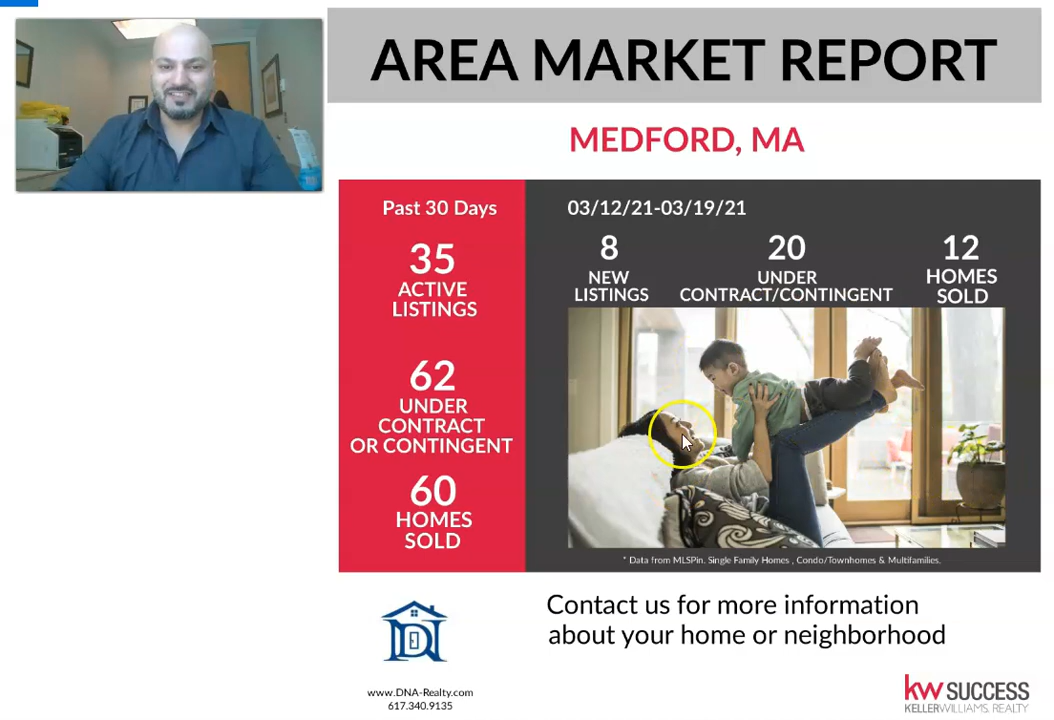 AREA MARKET REPORT
MEDFORD, MA
Past 30 Days
35
ACTIVE
LISTINGS
62
UNDER
CONTRACT
OR CONTINGENT
60
HOMES
SOLD
03/12/21-03/19/21
8
NEW
LISTINGS
20
UNDER
CONTRACT/CONTINGENT
12
HOMES
SOLD
* Data from MLSPin. Single Family Homes , Condo/Townhomes & Multifamilies.
Contact us for more information
about your home or neighborhood
www.DNA-Realty.com
617.340.9135
kw SUCCESS
KELLERWILLIAMS. REALTY